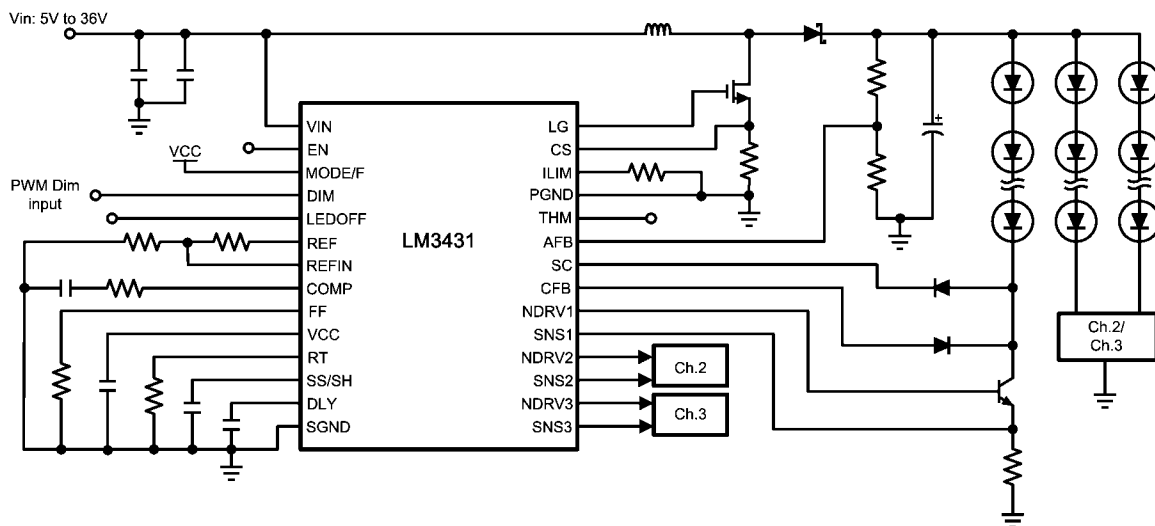 Vin: 5V to 36V
VCC
PWM Dim
input
VIN
EN
MODE/F
DIM
LEDOFF
REF
REFIN
COMP
FF
VCC
RT
SS/SH
DLY
SGND
LM3431
LG
CS
ILIM
PGND
THM
AFB
SC
CFB
NDRV1
SNS1
NDRV2
SNS2
NDRV3
SNS3
Ch.2
Ch.3
+
Ch.2/
Ch.3